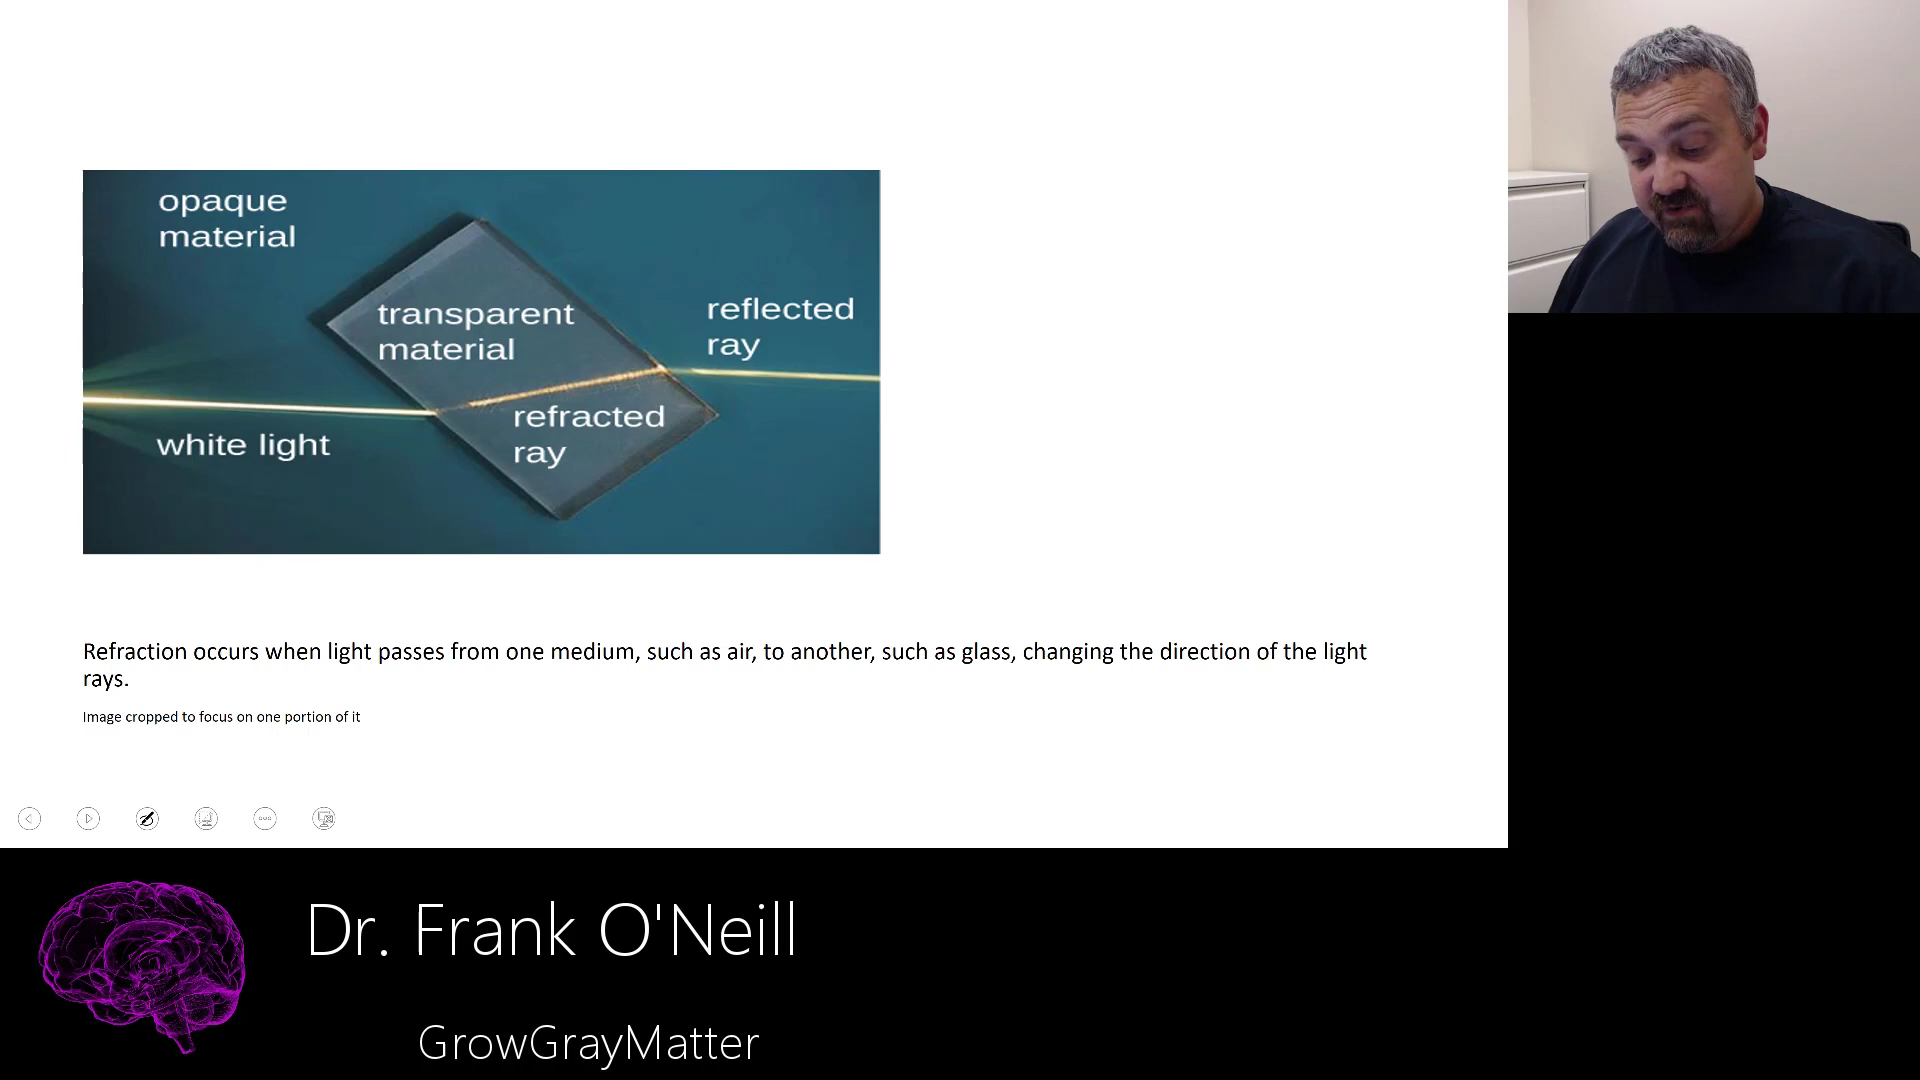 opaque
material
transparent
material
reflected
ray
refracted
ray
white light
Refraction occurs when light passes from one medium, such as air, to another, such as glass, changing the direction of the light
rays.
Image cropped to focus on one portion of it
Dr. Frank O'Neill
GrowGrayMatter